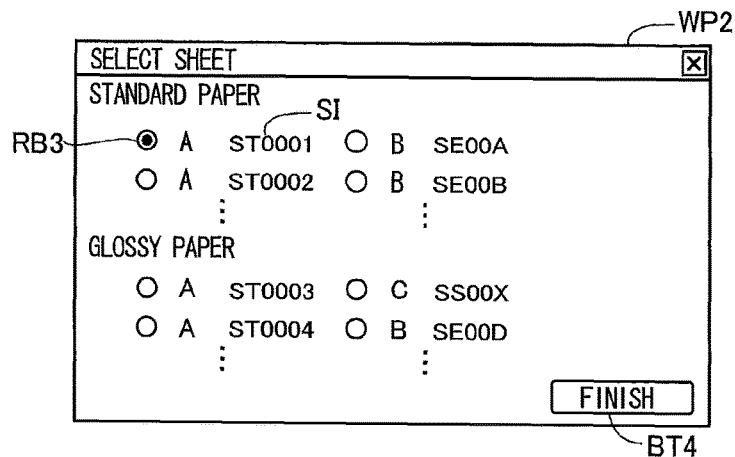 WP2
SELECT SHEET
STANDARD PAPER
SI
RB3
A ST0001 B SE00A
A ST0002 B SE00B
GLOSSY PAPER
A ST0003 C SS00X
A ST0004 B SE00D
FINISH
BT4